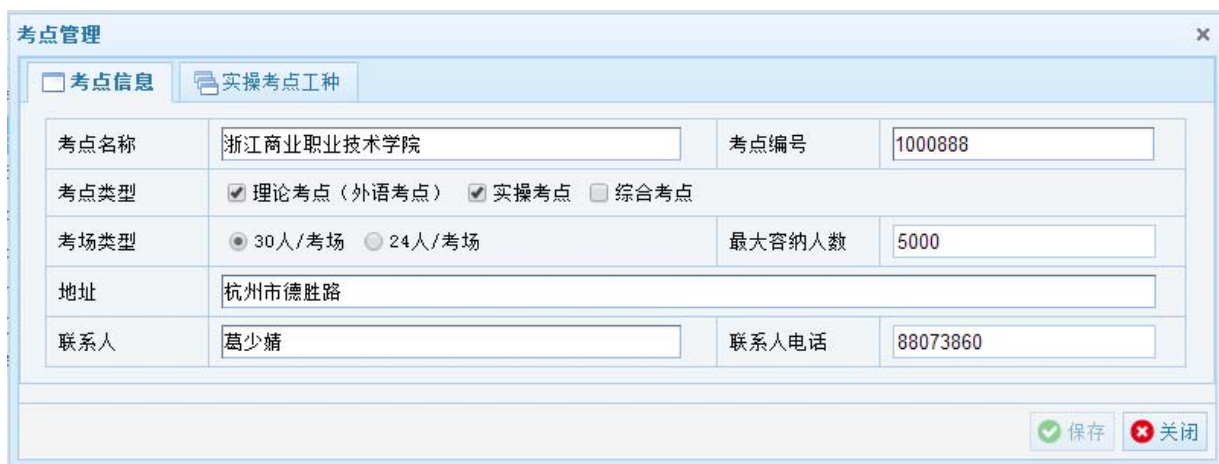 考点管理
考点信息 实操考点工种
考点名称 浙江商业职业技术学院 考点编号 1000888
考点类型 理论考点（外语考点） 实操考点 综合考点
考场类型 30人/考场 24人/考场 最大容纳人数 5000
地址 杭州市德胜路
联系人 葛少婧 联系人电话 88073860
保存 关闭